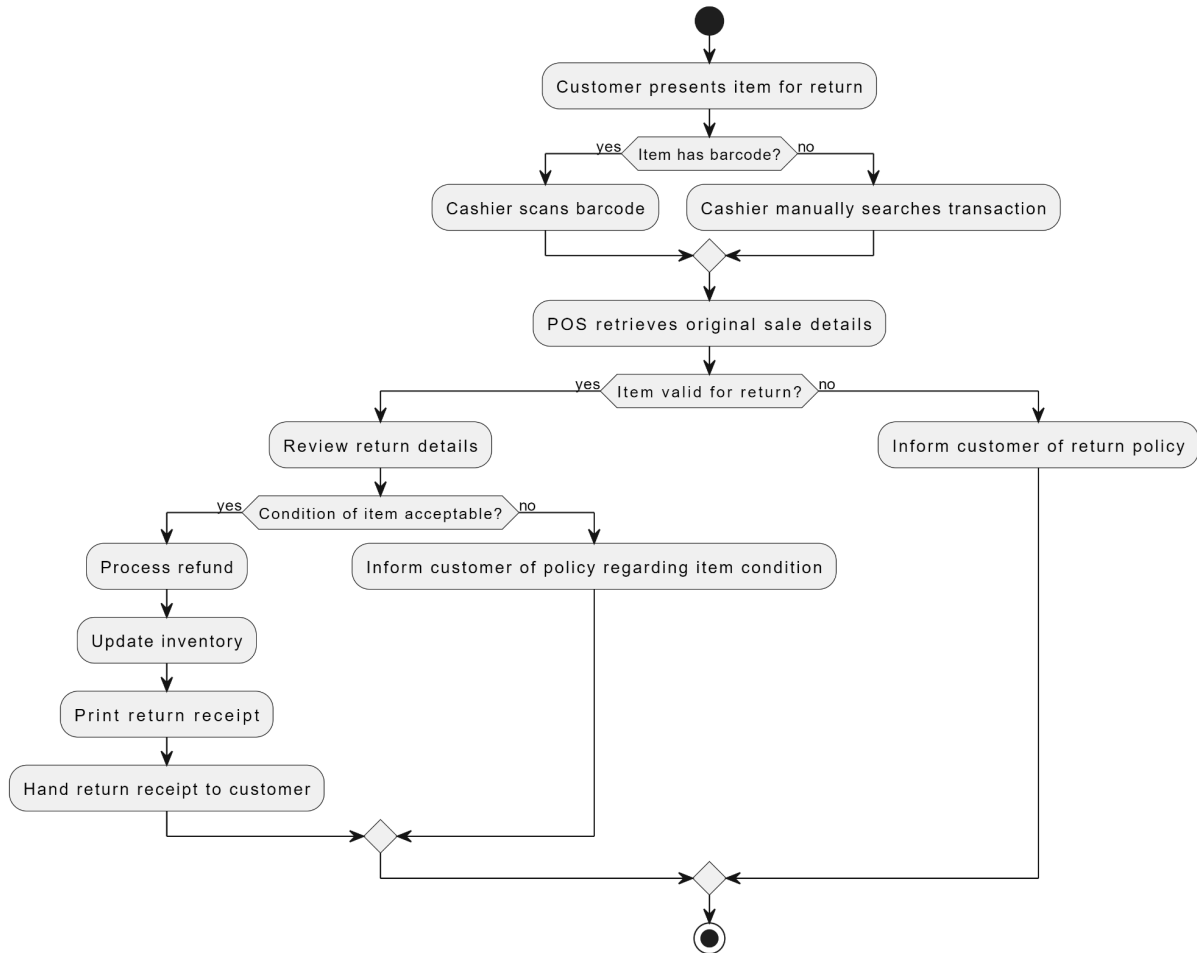 Customer presents item for return
yes
Item has barcode?
no
Cashier scans barcode
Cashier manually searches transaction
POS retrieves original sale details
yes
Item valid for return?
no
Review return details
Inform customer of return policy
yes
Condition of item acceptable?
no
Process refund
Inform customer of policy regarding item condition
Update inventory
Print return receipt
Hand return receipt to customer